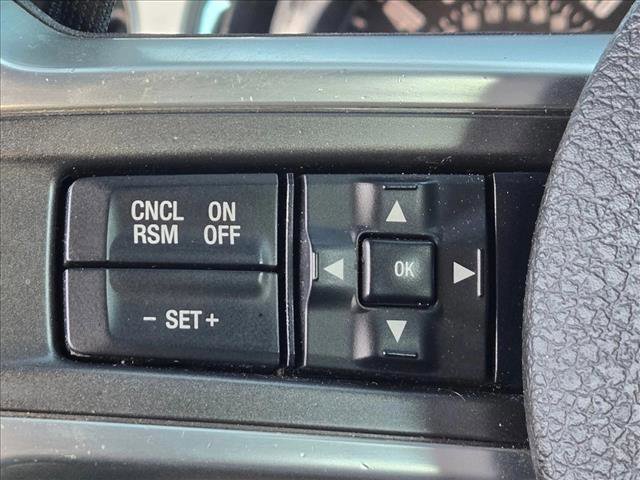 CNCL ON
RSM OFF
- SET +
OK